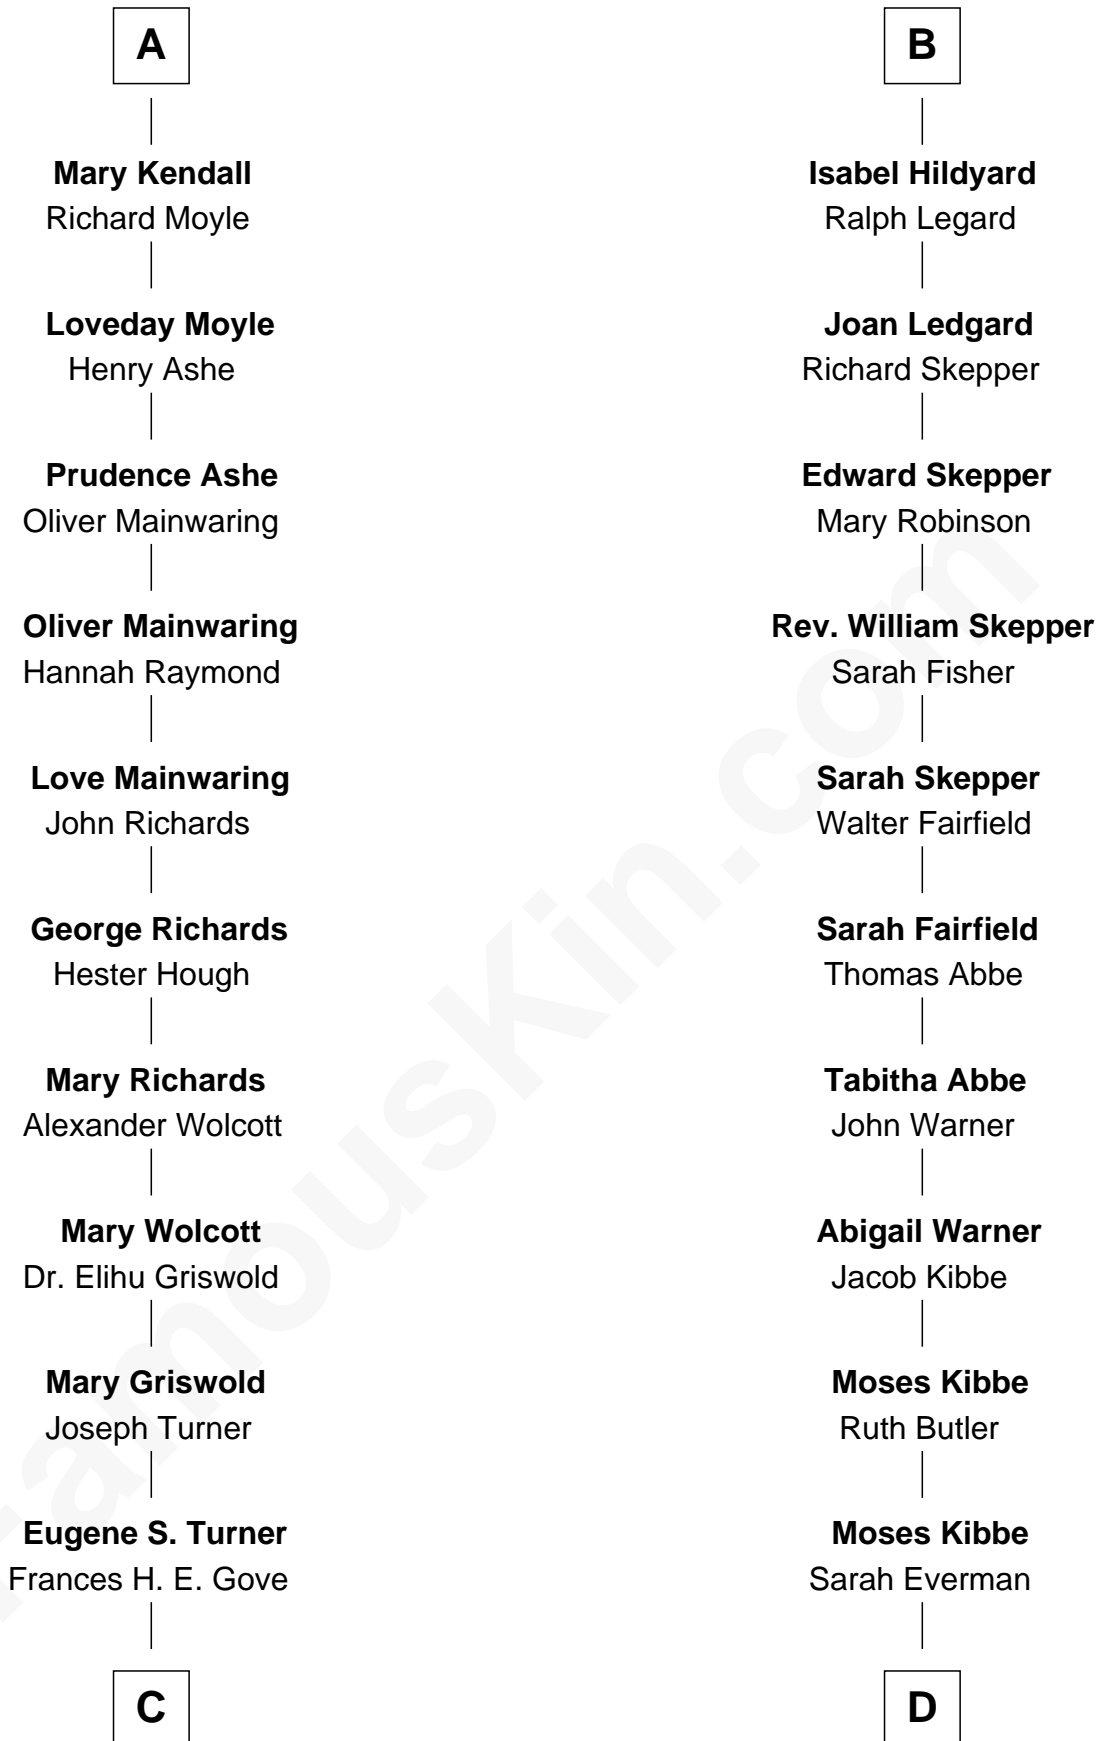 A
Mary Kendall
Richard Moyle
Loveday Moyle
Henry Ashe
Prudence Ashe
Oliver Mainwaring
Oliver Mainwaring
Hannah Raymond
Love Mainwaring
John Richards
George Richards
Hester Hough
Mary Richards
Alexander Wolcott
Mary Wolcott
Dr. Elihu Griswold
Mary Griswold
Joseph Turner
Eugene S. Turner
Frances H. E. Gove
C
B
Isabel Hildyard
Ralph Legard
Joan Ledgard
Richard Skepper
Edward Skepper
Mary Robinson
Rev. William Skepper
Sarah Fisher
Sarah Skepper
Walter Fairfield
Sarah Fairfield
Thomas Abbe
Tabitha Abbe
John Warner
Abigail Warner
Jacob Kibbe
Moses Kibbe
Ruth Butler
Moses Kibbe
Sarah Everman
D
FamousKin.com